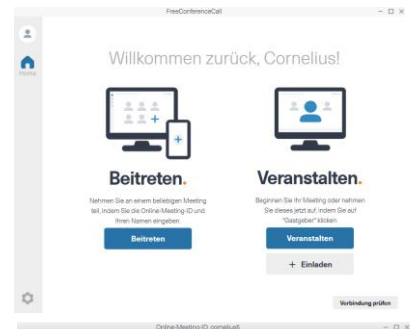 FreeConferenceCall
Home
Willkommen zurück, Cornelius!
Beitreten.
Nehmen Sie an einem beliebigen Meeting
teil, indem Sie die Online-Meeting-ID und
Ihren Namen eingeben.
Beitreten
Veranstalten.
Beginnen Sie Ihr Meeting oder nehmen
Sie dieses jetzt auf, indem Sie auf
"Gastgeber" klicken.
Veranstalten
+ Einladen
Verbindung prüfen
Online-Meeting-ID: